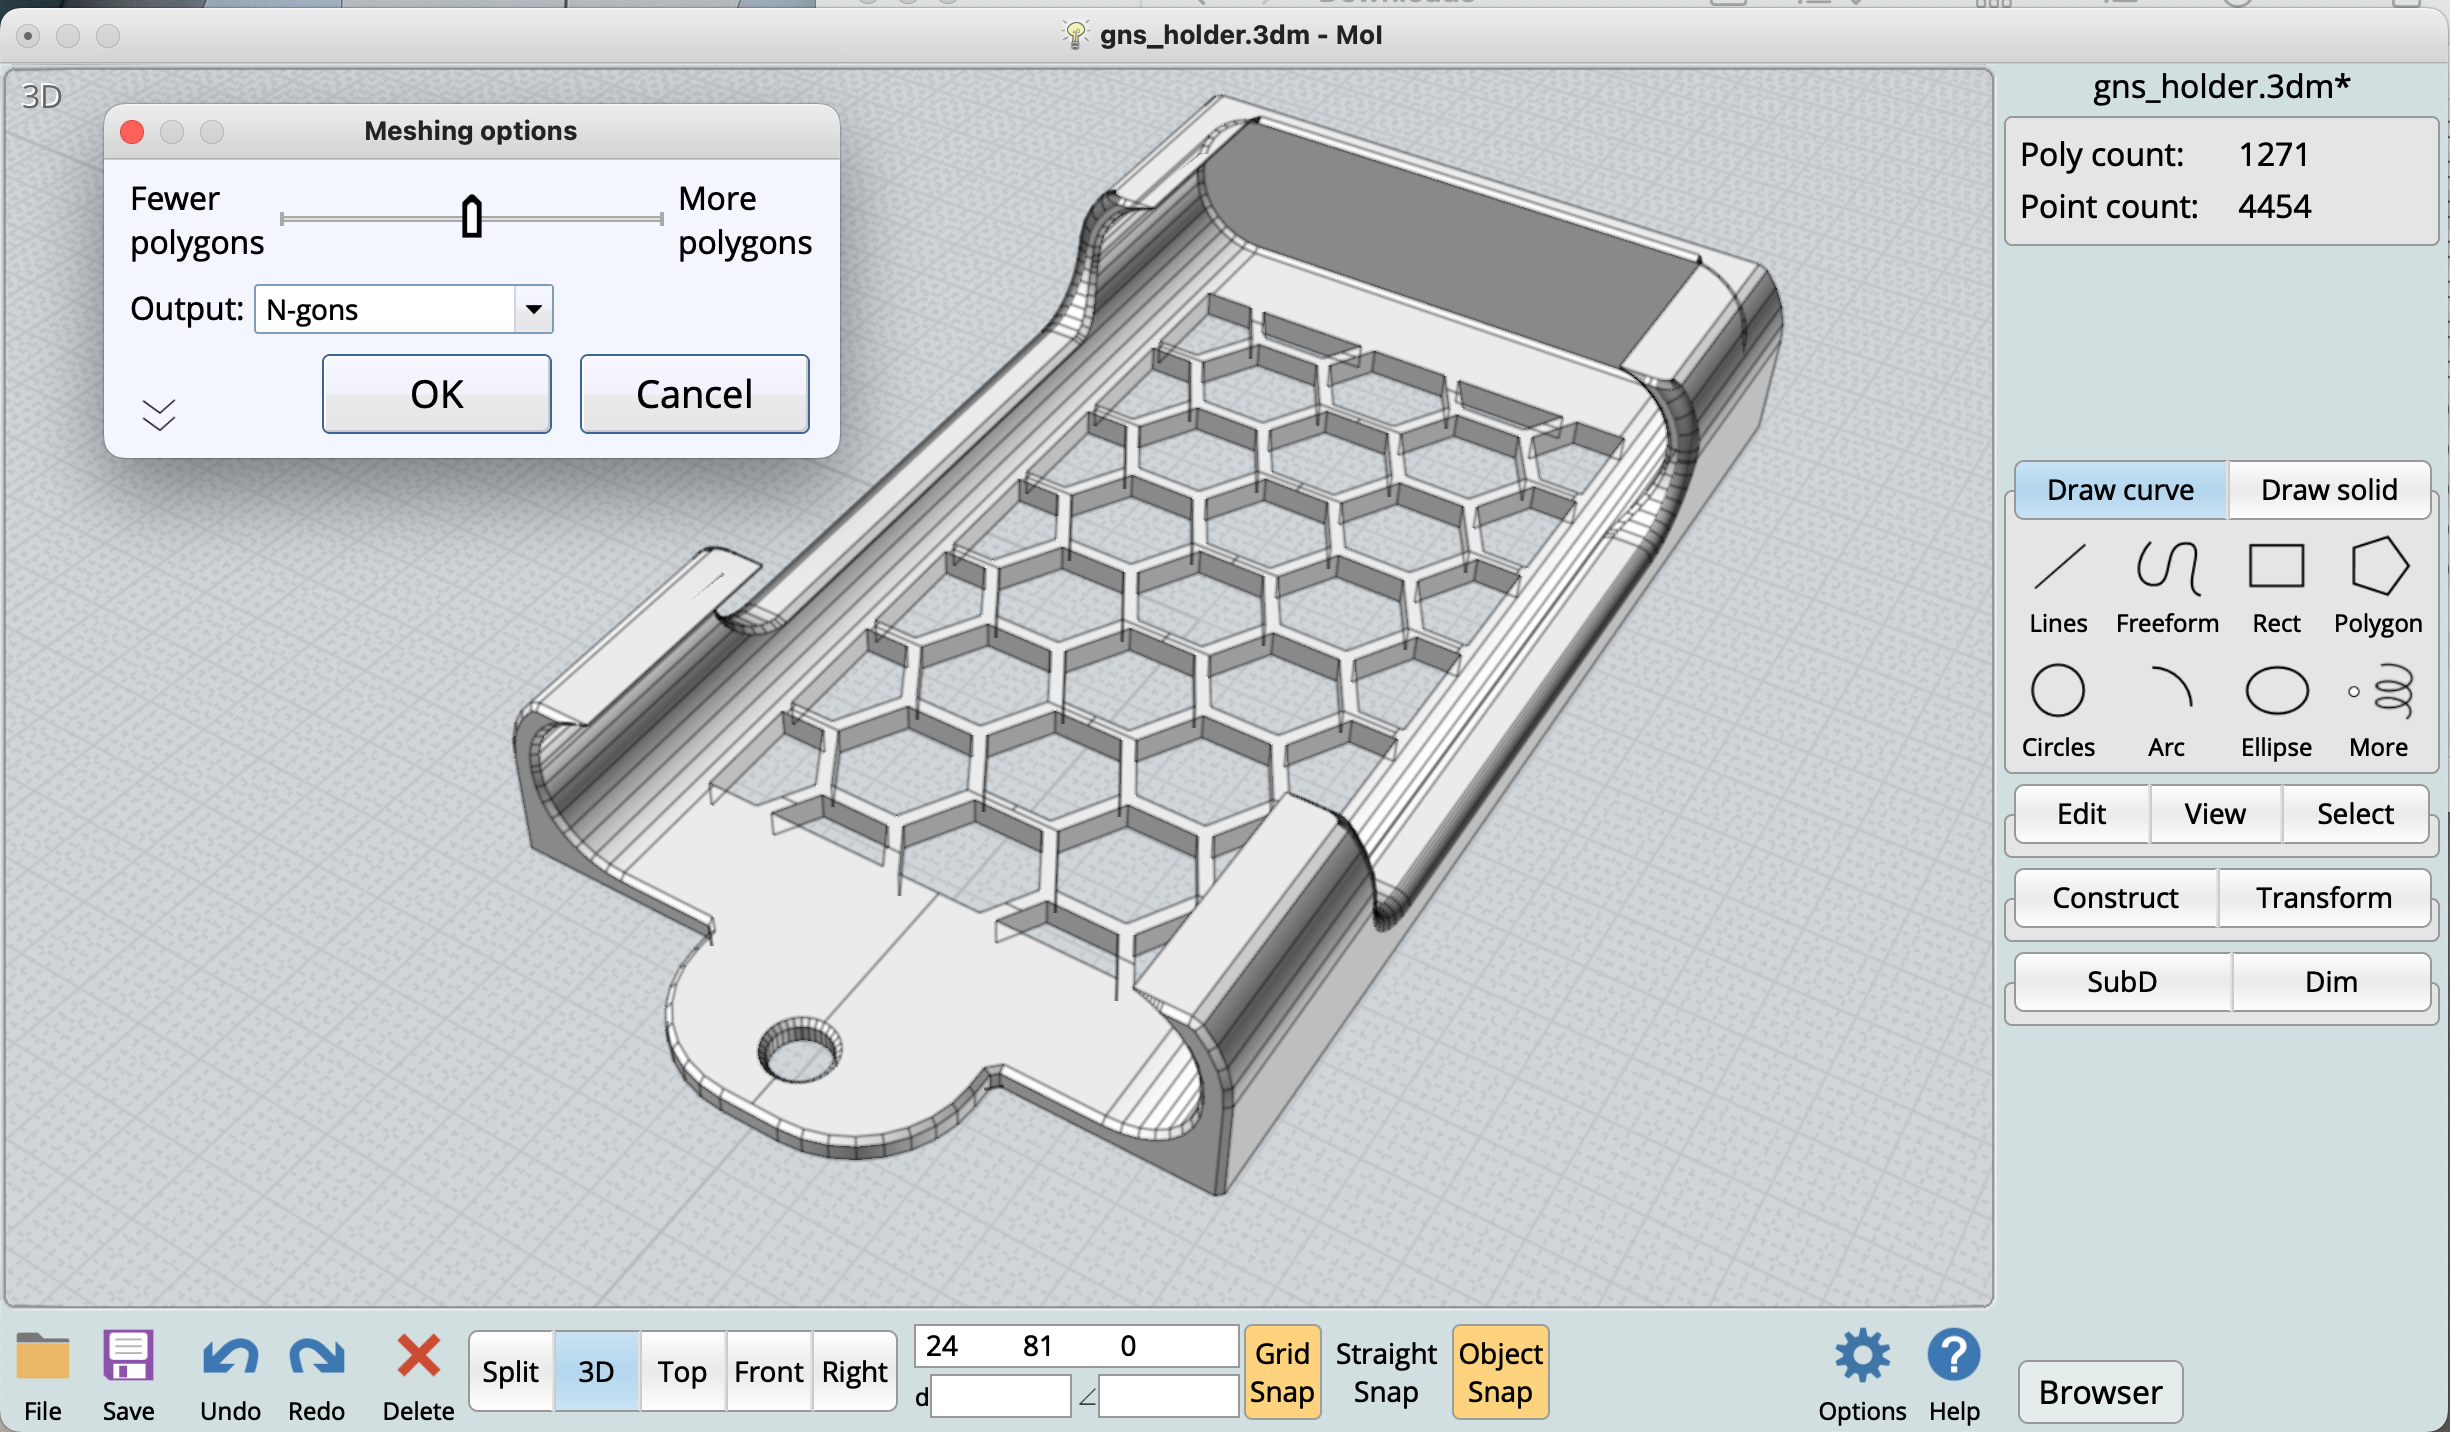 gns_holder.3dm - MoI
3D
Meshing options
Fewer polygons
More polygons
Output: N-gons
OK
Cancel
gns_holder.3dm*
Poly count: 1271
Point count: 4454
Draw curve
Draw solid
Lines
Freeform
Rect
Polygon
Circles
Arc
Ellipse
More
Edit
View
Select
Construct
Transform
SubD
Dim
File
Save
Undo
Redo
Delete
Split
3D
Top
Front
Right
24 81 0
d
∠
Grid Snap
Straight Snap
Object Snap
Options
Help
Browser